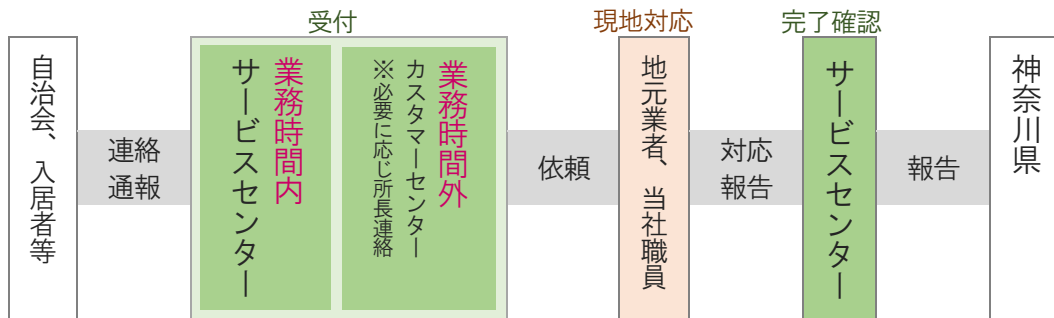 受付
現地対応
完了確認
自治会、入居者等
連絡
通報
業務時間内
サービスセンター
業務時間外
カスタマーセンター
※必要に応じ所長連絡
依頼
地元業者、当社職員
対応
報告
サービスセンター
報告
神奈川県